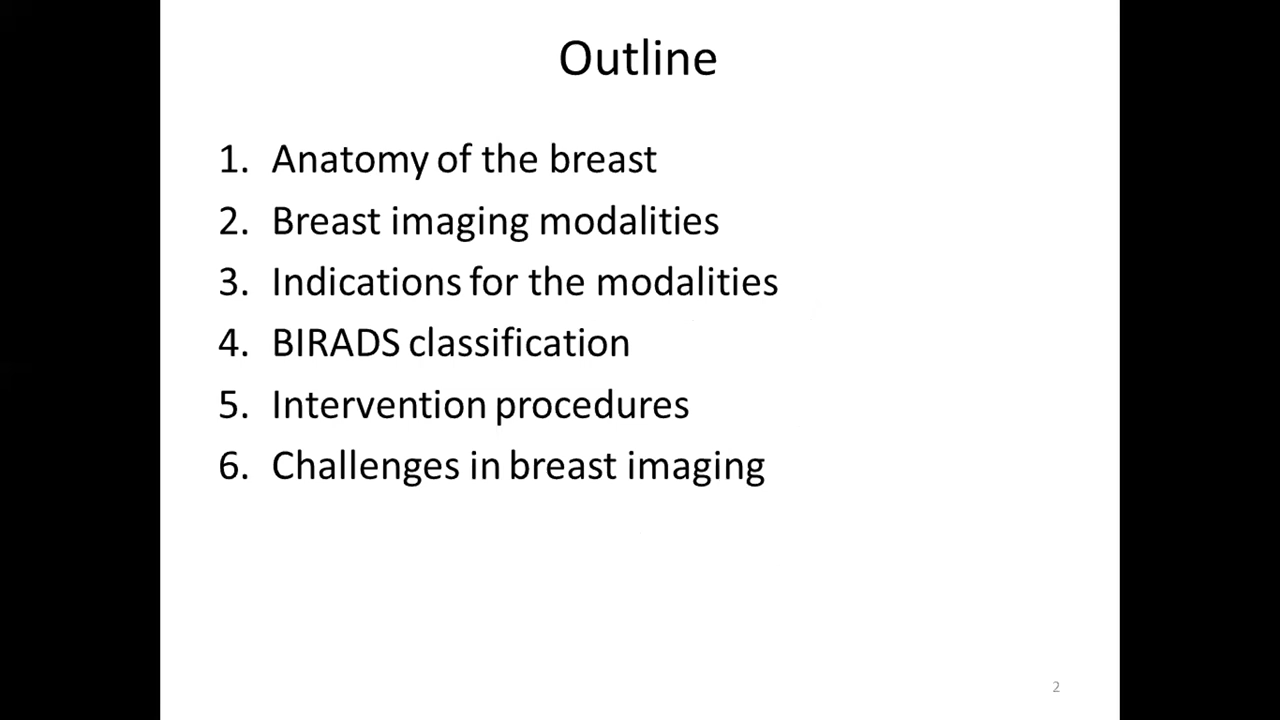 Outline
1. Anatomy of the breast
2. Breast imaging modalities
3. Indications for the modalities
4. BIRADS classification
5. Intervention procedures
6. Challenges in breast imaging
2